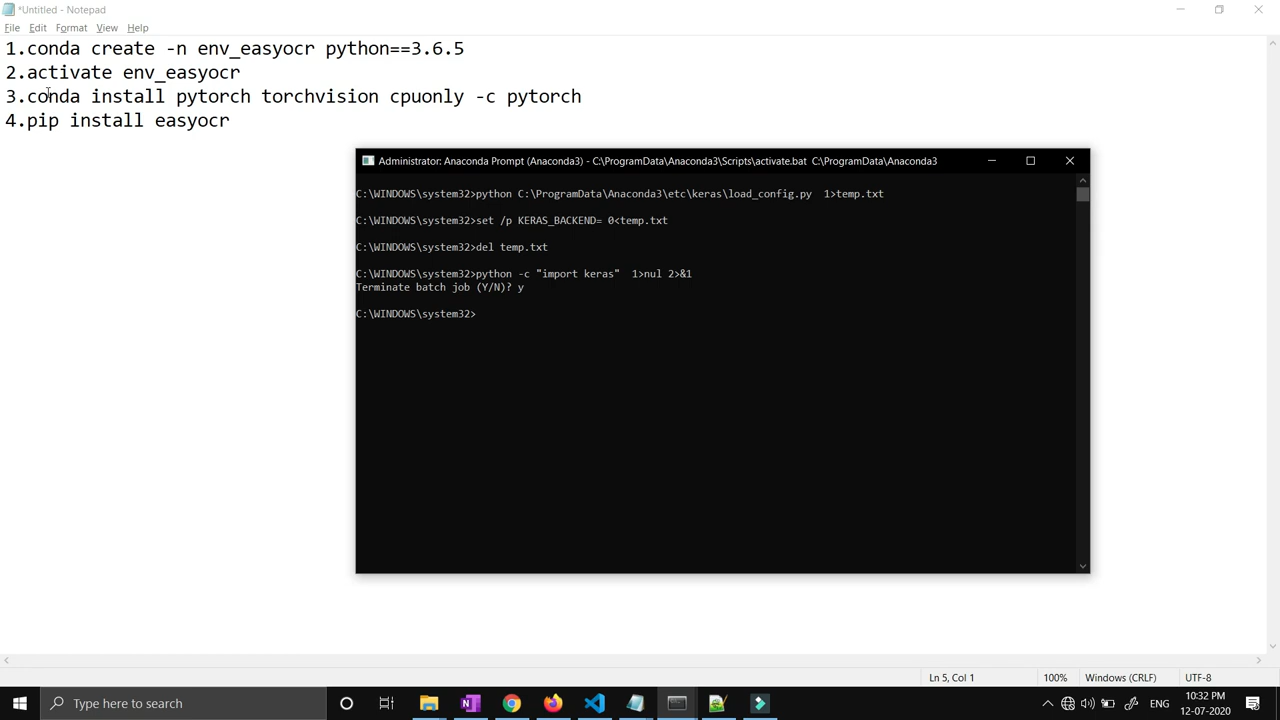 *Untitled - Notepad
File Edit Format View Help
1.conda create -n env_easyocr python==3.6.5
2.activate env_easyocr
3.conda install pytorch torchvision cpuonly -c pytorch
4.pip install easyocr
Administrator: Anaconda Prompt (Anaconda3) - C:\ProgramData\Anaconda3\Scripts\activate.bat C:\ProgramData\Anaconda3
C:\WINDOWS\system32>python C:\ProgramData\Anaconda3\etc\keras\load_config.py 1>temp.txt
C:\WINDOWS\system32>set /p KERAS_BACKEND= 0<temp.txt
C:\WINDOWS\system32>del temp.txt
C:\WINDOWS\system32>python -c "import keras" 1>nul 2>&1
Terminate batch job (Y/N)? y
C:\WINDOWS\system32>
Ln 5, Col 1 100% Windows (CRLF) UTF-8
Type here to search
ENG
10:32 PM
12-07-2020